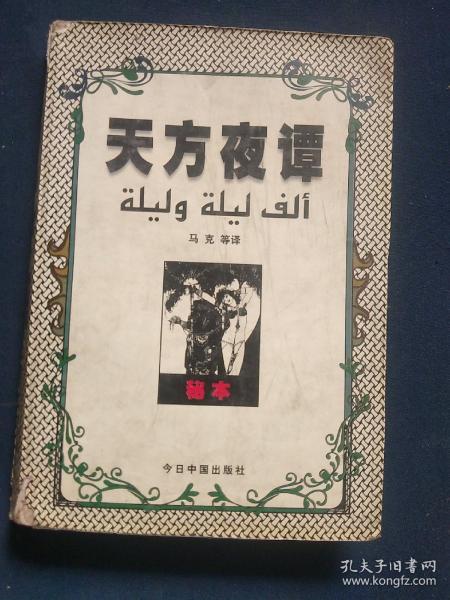 天方夜谭
ألف ليلة وليلة
马克 等译
秘本
今日中国出版社
孔夫子旧书网
www.kongfz.com